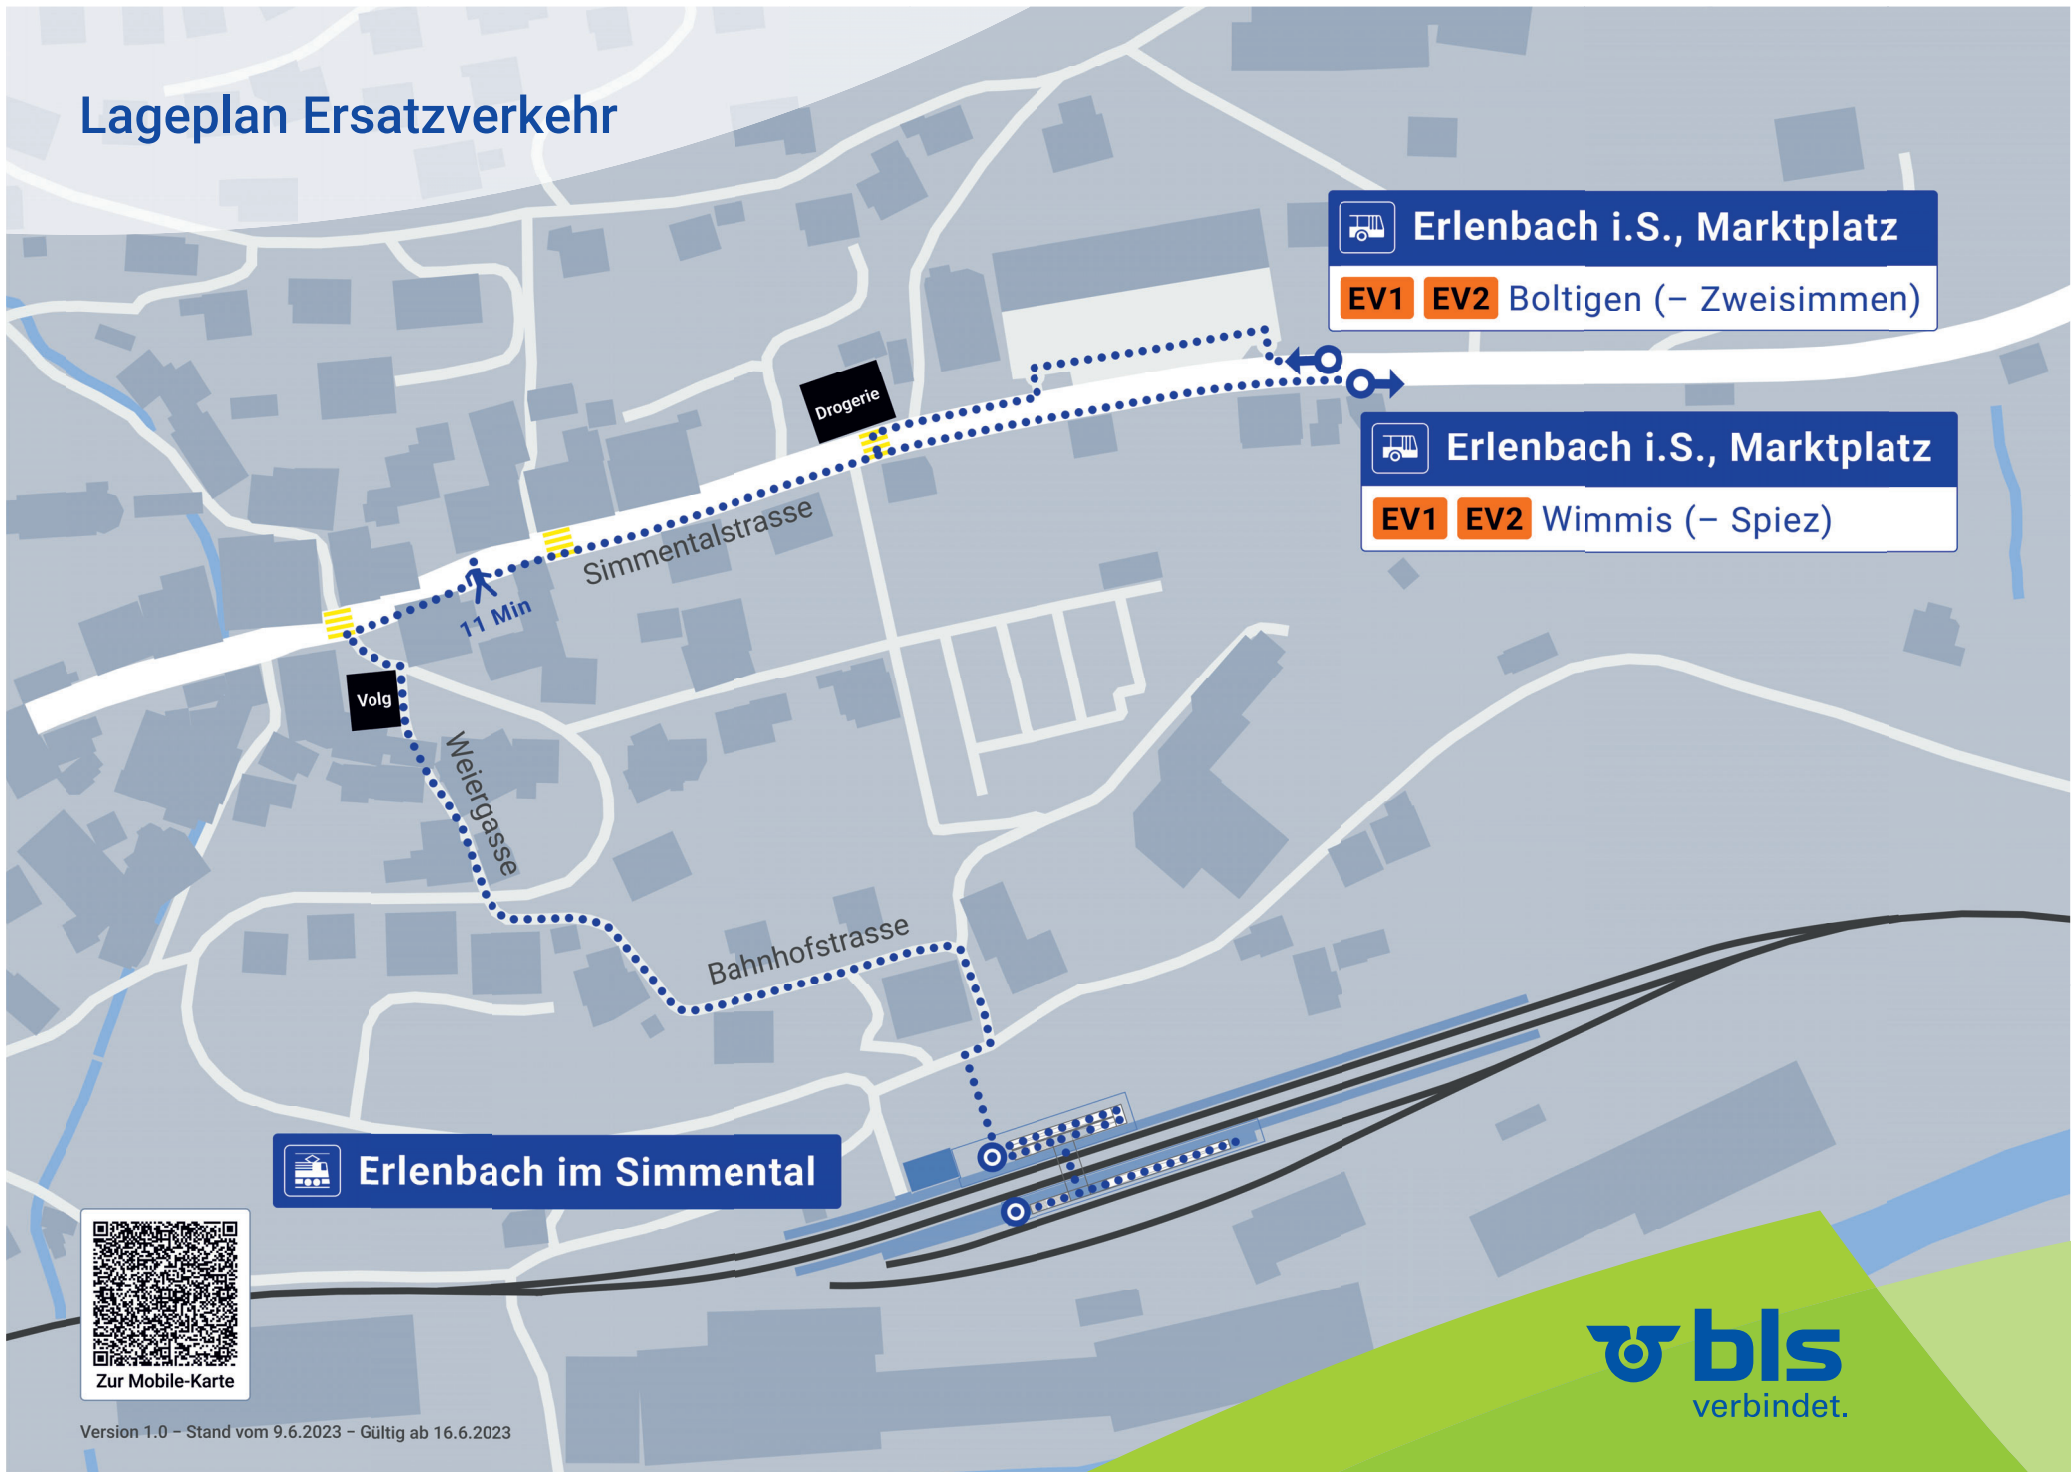 Lageplan Ersatzverkehr
Erlenbach i.S., Marktplatz
EV1 EV2 Boltigen (– Zweisimmen)
Drogerie
Erlenbach i.S., Marktplatz
EV1 EV2 Wimmis (– Spiez)
Simmentalstrasse
11 Min
Volg
Weiergasse
Bahnhofstrasse
Erlenbach im Simmental
Zur Mobile-Karte
bls
verbindet.
Version 1.0 – Stand vom 9.6.2023 – Gültig ab 16.6.2023